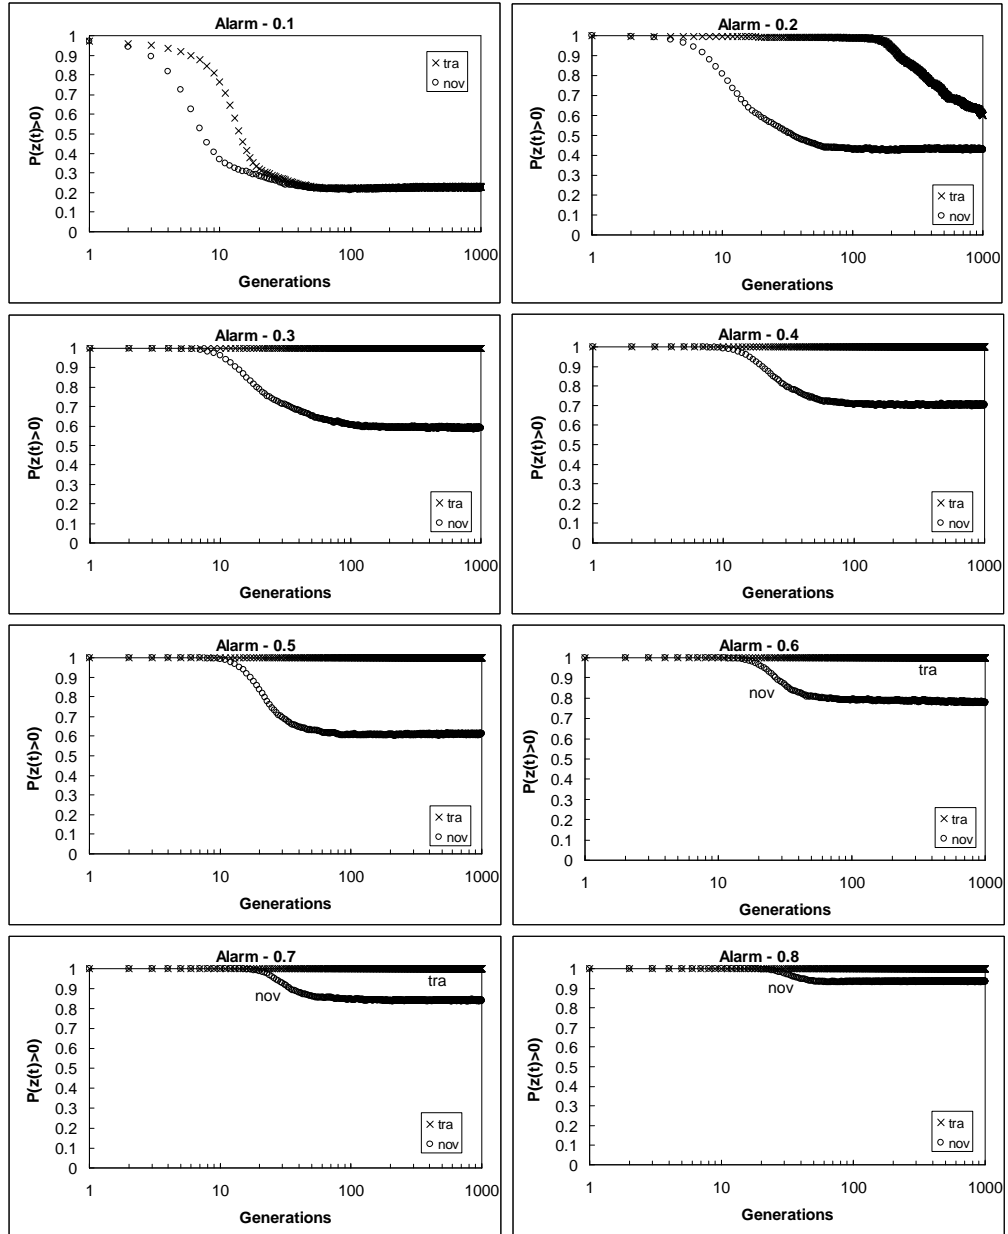 Alarm - 0.1
P(z(t)>0)
1
0.9
0.8
0.7
0.6
0.5
0.4
0.3
0.2
0.1
0
tra
nov
1 10 100 1000
Generations
Alarm - 0.2
P(z(t)>0)
1
0.9
0.8
0.7
0.6
0.5
0.4
0.3
0.2
0.1
0
tra
nov
1 10 100 1000
Generations
Alarm - 0.3
P(z(t)>0)
1
0.9
0.8
0.7
0.6
0.5
0.4
0.3
0.2
0.1
0
tra
nov
1 10 100 1000
Generations
Alarm - 0.4
P(z(t)>0)
1
0.9
0.8
0.7
0.6
0.5
0.4
0.3
0.2
0.1
0
tra
nov
1 10 100 1000
Generations
Alarm - 0.5
P(z(t)>0)
1
0.9
0.8
0.7
0.6
0.5
0.4
0.3
0.2
0.1
0
tra
nov
1 10 100 1000
Generations
Alarm - 0.6
P(z(t)>0)
1
0.9
0.8
0.7
0.6
0.5
0.4
0.3
0.2
0.1
0
tra
nov
tra
nov
1 10 100 1000
Generations
Alarm - 0.7
P(z(t)>0)
1
0.9
0.8
0.7
0.6
0.5
0.4
0.3
0.2
0.1
0
tra
nov
tra
nov
1 10 100 1000
Generations
Alarm - 0.8
P(z(t)>0)
1
0.9
0.8
0.7
0.6
0.5
0.4
0.3
0.2
0.1
0
tra
nov
tra
nov
1 10 100 1000
Generations